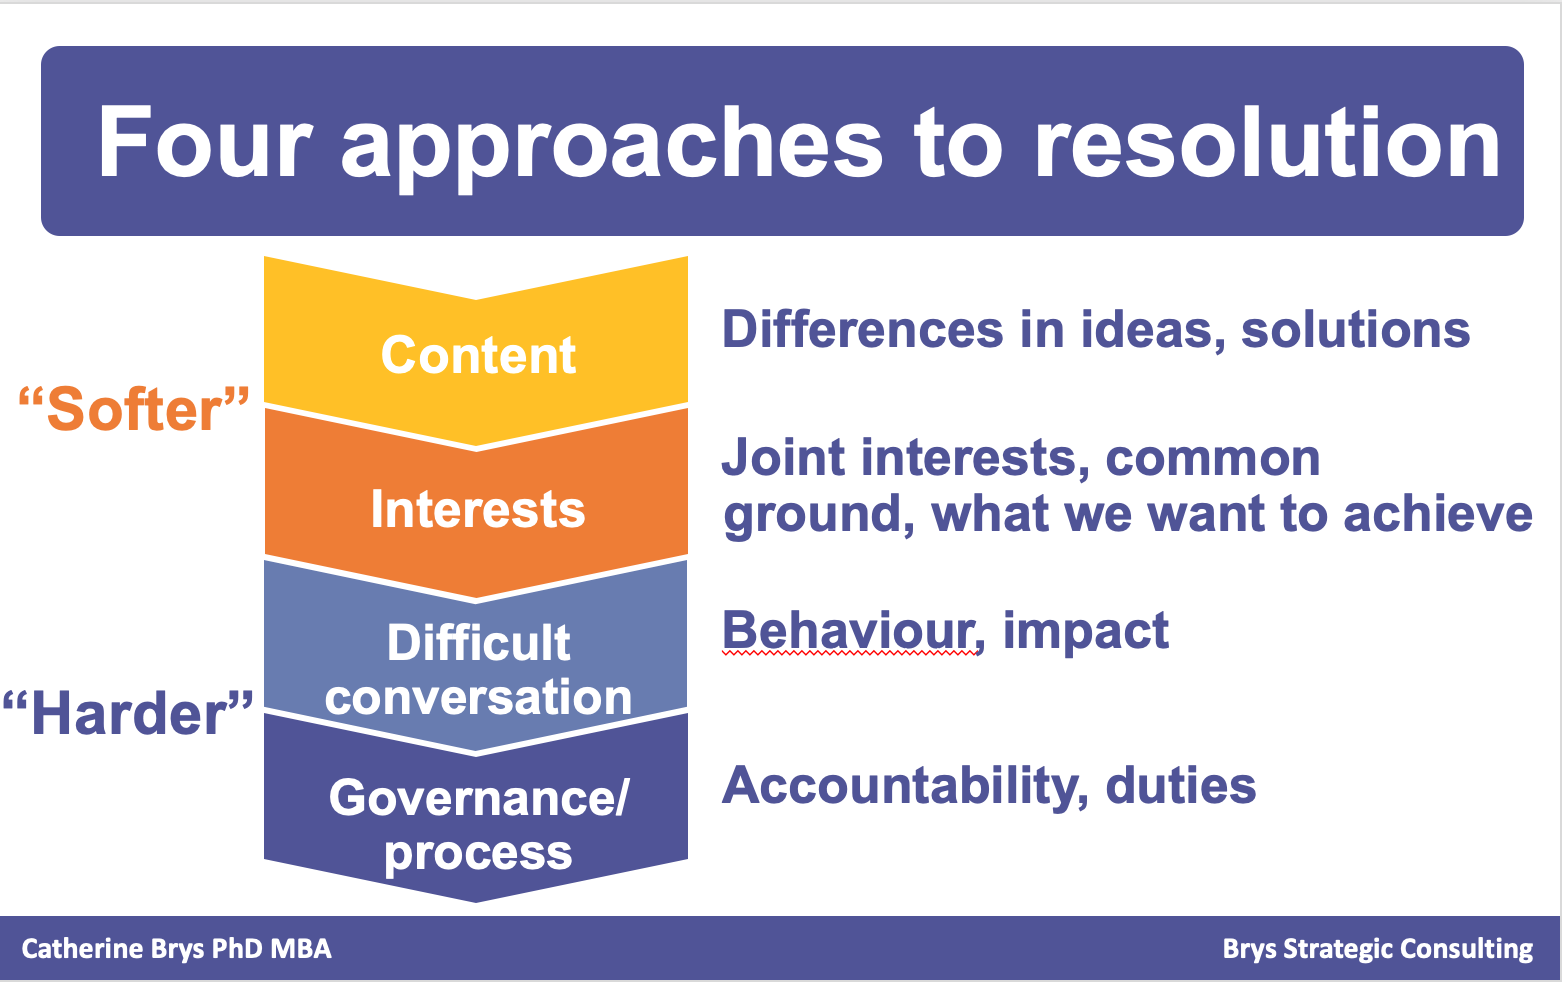 Four approaches to resolution
Content
Differences in ideas, solutions
“Softer”
Interests
Joint interests, common
ground, what we want to achieve
Difficult
conversation
Behaviour, impact
“Harder”
Governance/
process
Accountability, duties
Catherine Brys PhD MBA
Brys Strategic Consulting